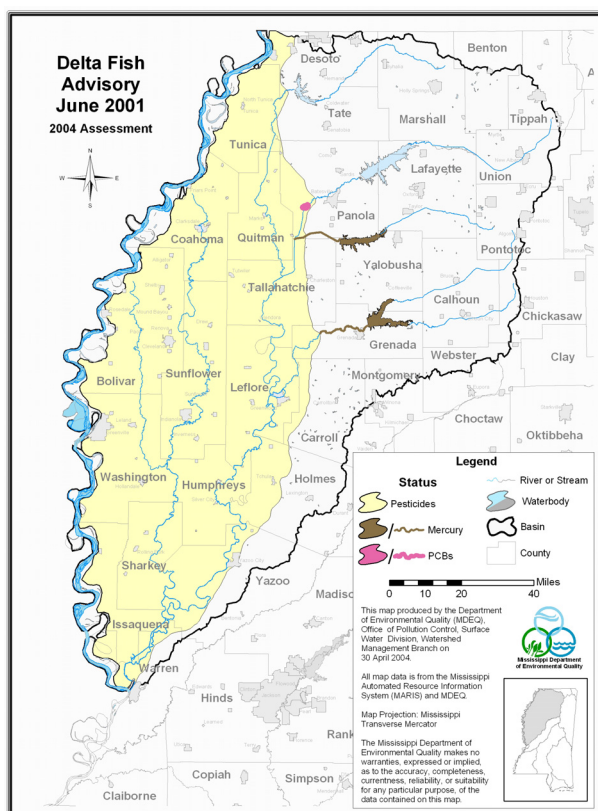 Delta Fish
Advisory
June 2001
2004 Assessment
N
W
E
S
Desoto
Benton
Tate
Marshall
Tippah
Tunica
Lafayette
Union
Panola
Coahoma
Quitman
Pontotoc
Yalobusha
Tallahatchie
Calhoun
Chickasaw
Grenada
Bolivar
Sunflower
Webster
Clay
Leflore
Montgomery
Choctaw
Carroll
Oktibbeha
Washington
Humphreys
Holmes
Sharkey
Yazoo
Issaquena
Warren
Hinds
Copiah
Simpson
Claiborne
Legend
Status
Pesticides
/ Mercury
/ PCBs
River or Stream
Waterbody
Basin
County
0 10 20 40 Miles
This map produced by the Department
of Environmental Quality (MDEQ),
Office of Pollution Control, Surface
Water Division, Watershed
Management Branch on
30 April 2004.
Mississippi Department
of Environmental Quality
All map data is from the Mississippi
Automated Resource Information
System (MARIS) and MDEQ.
Map Projection: Mississippi
Transverse Mercator
The Mississippi Department of
Environmental Quality makes no
warranties, expressed or implied,
as to the accuracy, completeness,
currentness, reliability, or suitability
for any particular purpose, of the
data contained on this map.